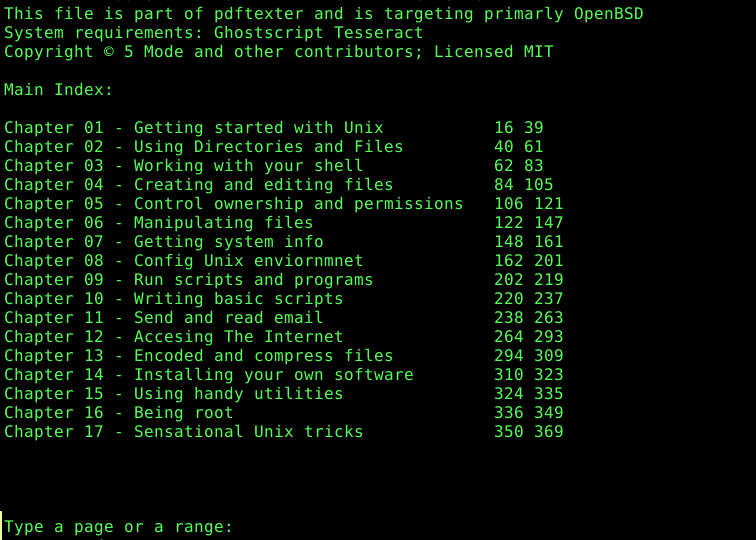 This file is part of pdftexter and is targeting primarly OpenBSD
System requirements: Ghostscript Tesseract
Copyright © 5 Mode and other contributors; Licensed MIT
Main Index:
Chapter 01 - Getting started with Unix 16 39
Chapter 02 - Using Directories and Files 40 61
Chapter 03 - Working with your shell 62 83
Chapter 04 - Creating and editing files 84 105
Chapter 05 - Control ownership and permissions 106 121
Chapter 06 - Manipulating files 122 147
Chapter 07 - Getting system info 148 161
Chapter 08 - Config Unix enviornmnet 162 201
Chapter 09 - Run scripts and programs 202 219
Chapter 10 - Writing basic scripts 220 237
Chapter 11 - Send and read email 238 263
Chapter 12 - Accesing The Internet 264 293
Chapter 13 - Encoded and compress files 294 309
Chapter 14 - Installing your own software 310 323
Chapter 15 - Using handy utilities 324 335
Chapter 16 - Being root 336 349
Chapter 17 - Sensational Unix tricks 350 369
Type a page or a range: